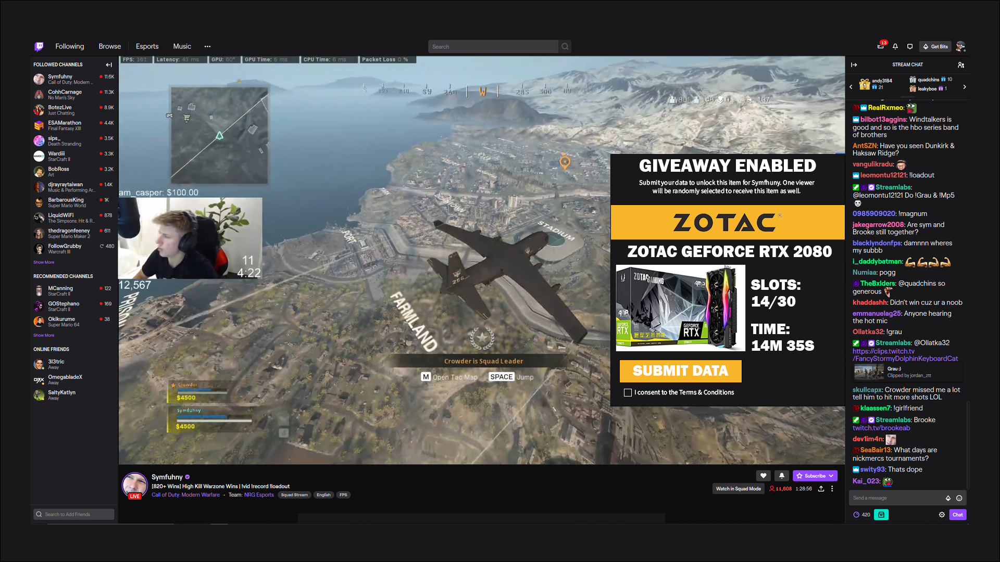 Following
Browse
Esports
Music
Search
13
Get Bits
FOLLOWED CHANNELS
Symfuhny
11.6K
Call of Duty: Modern ...
CohhCarnage
11.3K
No Man's Sky
BotezLive
8.9K
Just Chatting
ESAMarathon
4.4K
Final Fantasy XIII
sips_
3.5K
Death Stranding
Wardiii
3.3K
StarCraft II
BobRoss
3.2K
Art
djrayraytaiwan
1.4K
Music & Performing Ar...
BarbarousKing
1K
Super Mario World
LiquidWiFi
878
The Simpsons: Hit & R...
thedragonfeeney
611
Super Mario Maker 2
FollowGrubby
480
Warcraft III
Show More
RECOMMENDED CHANNELS
MCanning
122
StarCraft II
GOStephano
169
StarCraft II
Okikurume
38
Super Mario 64
Show More
ONLINE FRIENDS
3l3tric
Away
OmegabladeX
Away
SaltyKatlyn
Away
Search to Add Friends
FPS: 161
Latency: 43 ms
GPU: 60°
GPU Time: 5 ms
CPU Time: 6 ms
Packet Loss 0 %
195
210
SW
240
W
285
300
NW
137
am_casper: $100.00
11
4:22
12,567
PRISON
PORT
DOWNTOWN
STADIUM
FARMLAND
Crowder is Squad Leader
M Open Tac Map
SPACE Jump
Crowder
$4500
Symfuhny
$4500
4
GIVEAWAY ENABLED
Submit your data to unlock this item for Symfhuny. One viewer
will be randomly selected to receive this item as well.
ZOTAC
ZOTAC GEFORCE RTX 2080
ZOTAC GAMING
AMP
GEFORCE
RTX
GEFORCE
RTX
2080 Ti
SLOTS:
14/30
TIME:
14M 35S
SUBMIT DATA
I consent to the Terms & Conditions
LIVE
Symfuhny
[820+ Wins] High Kill Warzone Wins | !vid !record !loadout
Call of Duty: Modern Warfare · Team: NRG Esports
Squad Stream
English
FPS
Subscribe
Watch in Squad Mode
11,608
1:28:56
STREAM CHAT
1
andy3184
21
quadchins 10
leakyboe 1
RealRxmeo:
bilbot13aggins: Windtalkers is
good and so is the hbo series band
of brothers
AntSZN: Have you seen Dunkirk &
Haksaw Ridge?
vangulikradu:
leomontu12121: !loadout
Streamlabs:
@leomontu12121 Do !Grau & !Mp5
0985909020: !magnum
jakegarrow2008: Are sym and
Brooke still together?
blacklyndonfps: damnnn wheres
my subbb
i_daddybatman:
Numiaa: pogg
TheBxlders: @quadchins so
generous
khaddashh: Didn't win cuz ur a noob
emmanuelag25: Anyone hearing
the hot mic
Ollatka32: !grau
Streamlabs: @Ollatka32
https://clips.twitch.tv
/FancyStormyDolphinKeyboardCat
Grau :)
Clipped by jordan_ztt
skullcapx: Crowder missed me a lot
tell him to hit more shots LOL
klaassen7: !girlfriend
Streamlabs: Brooke
twitch.tv/brookeab
dev1im4n:
SeaBair13: What days are
nickmercs tournaments?
swity93: Thats dope
Kai_023:
Send a message
420
Chat